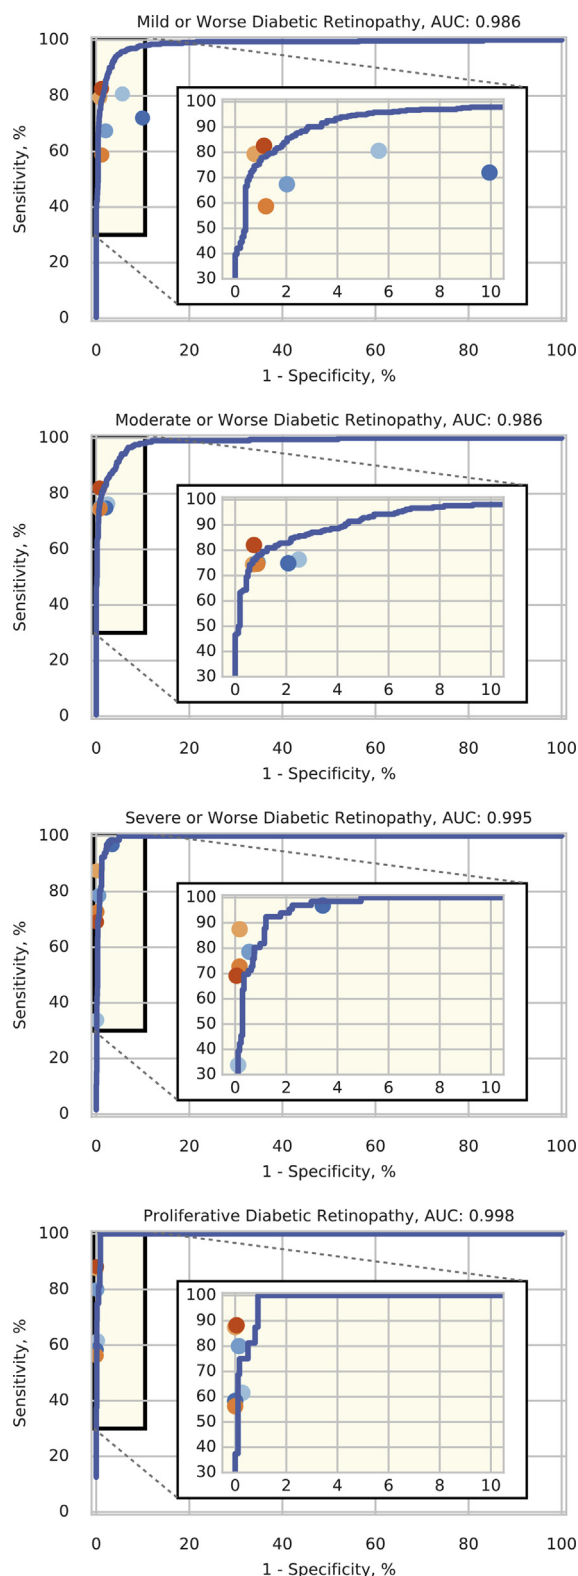 Mild or Worse Diabetic Retinopathy, AUC: 0.986
100
80
60
40
20
0
Sensitivity, %
100
90
80
70
60
50
40
30
0 2 4 6 8 10
0 20 40 60 80 100
1 - Specificity, %
Moderate or Worse Diabetic Retinopathy, AUC: 0.986
100
80
60
40
20
0
Sensitivity, %
100
90
80
70
60
50
40
30
0 2 4 6 8 10
0 20 40 60 80 100
1 - Specificity, %
Severe or Worse Diabetic Retinopathy, AUC: 0.995
100
80
60
40
20
0
Sensitivity, %
100
90
80
70
60
50
40
30
0 2 4 6 8 10
0 20 40 60 80 100
1 - Specificity, %
Proliferative Diabetic Retinopathy, AUC: 0.998
100
80
60
40
20
0
Sensitivity, %
100
90
80
70
60
50
40
30
0 2 4 6 8 10
0 20 40 60 80 100
1 - Specificity, %